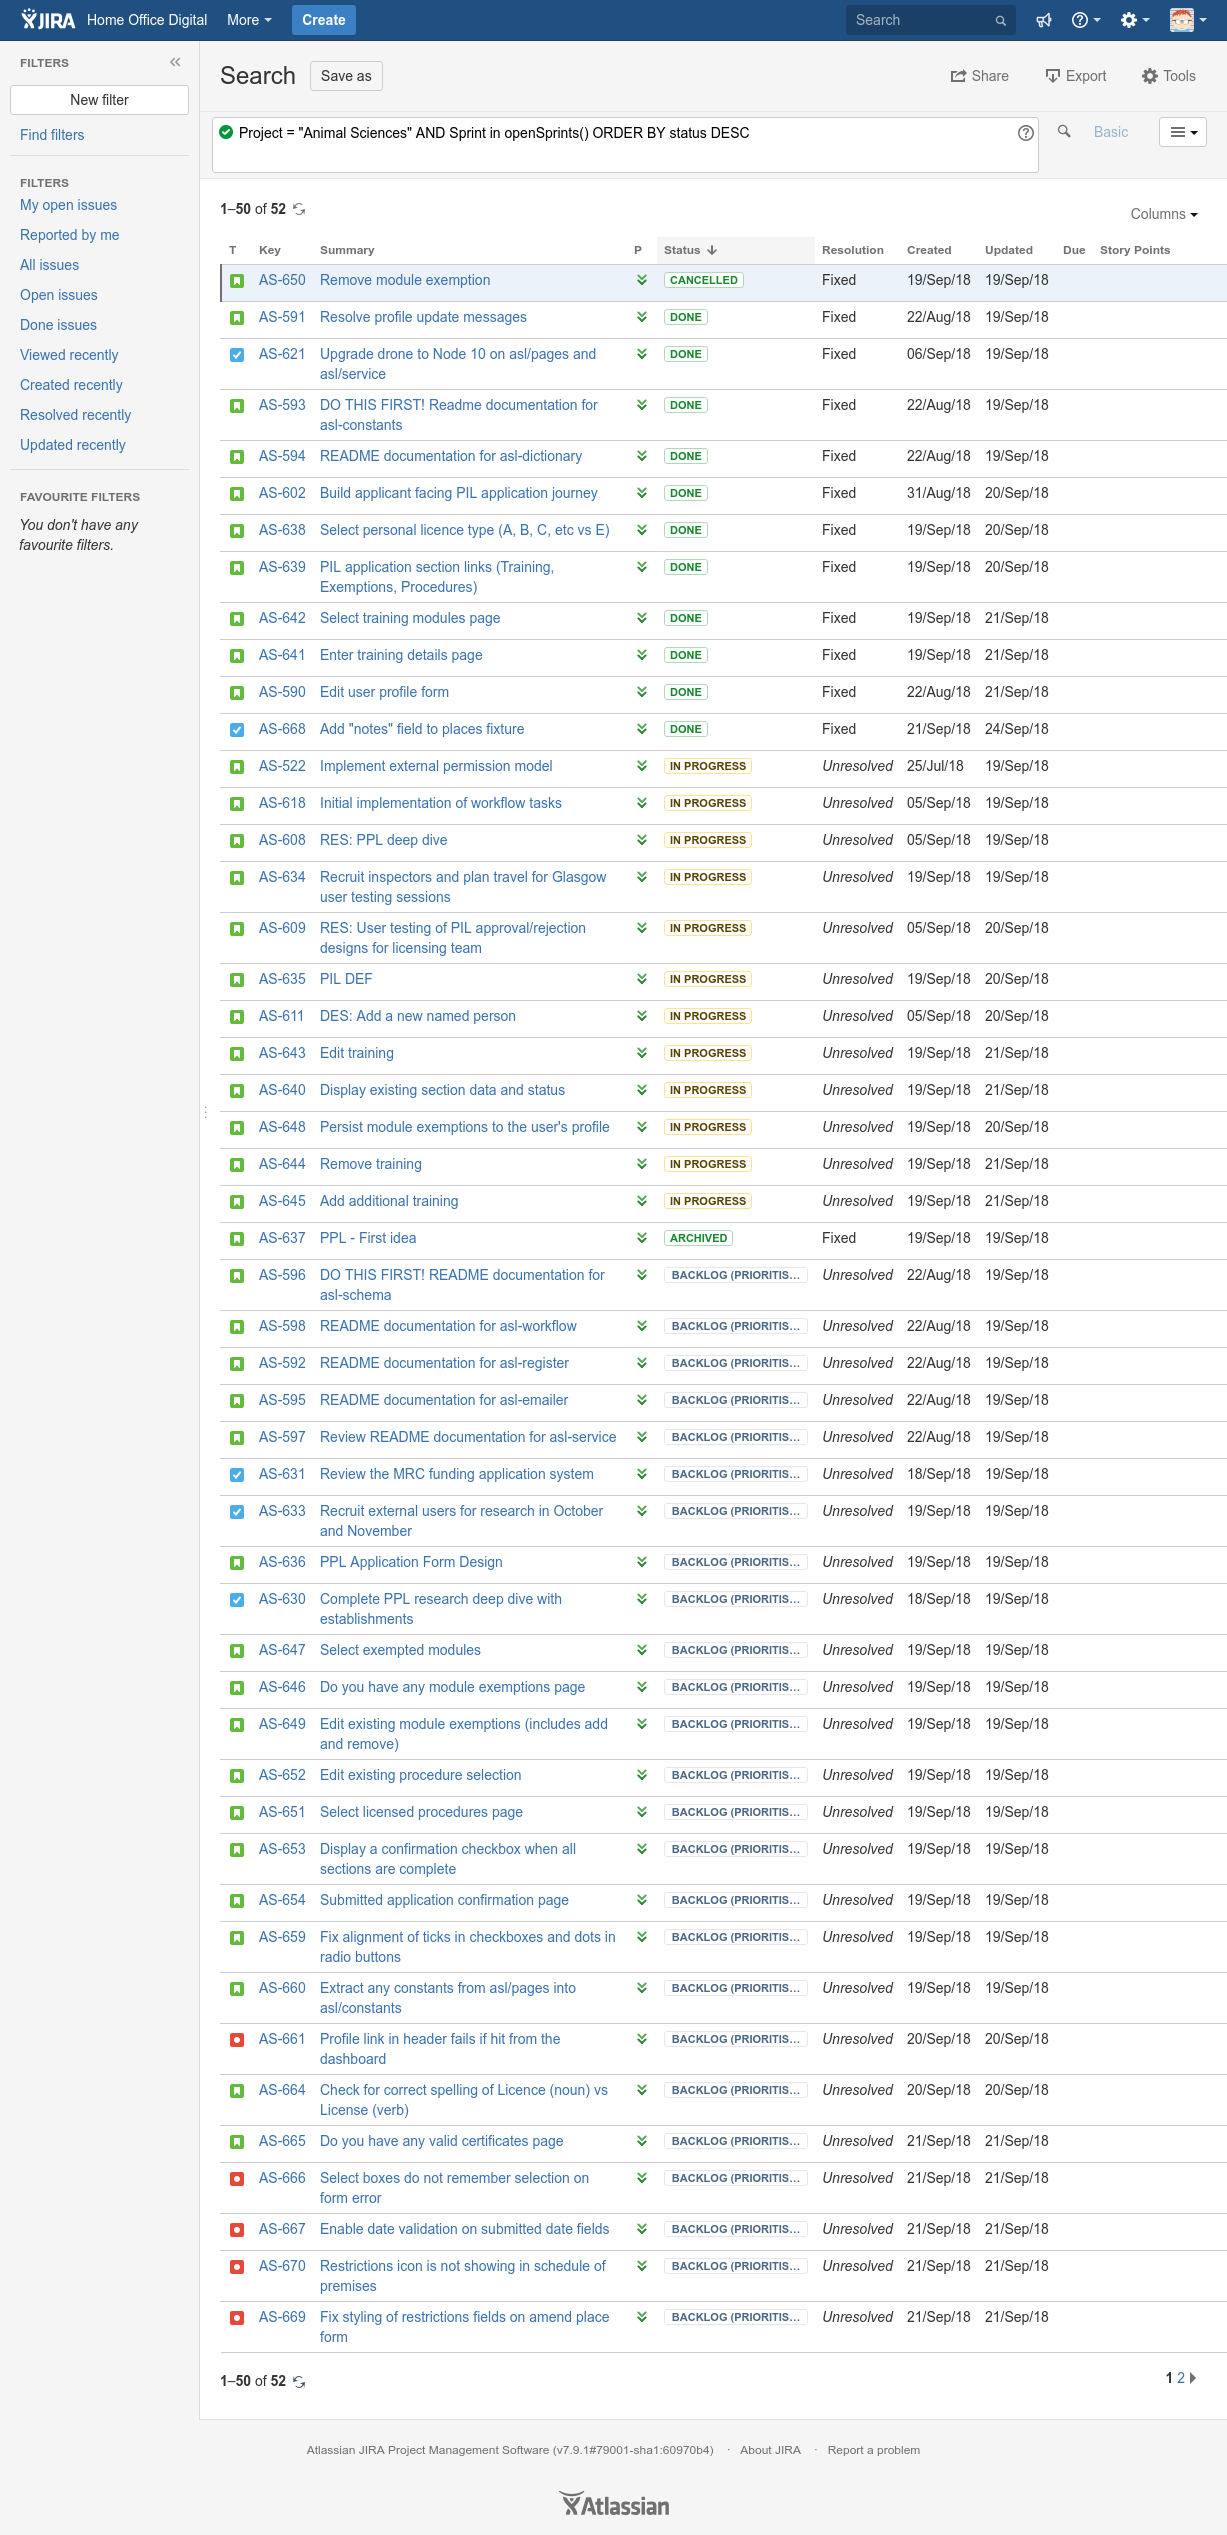 JIRA Home Office Digital More Create Search
FILTERS
New filter
Find filters
FILTERS
My open issues
Reported by me
All issues
Open issues
Done issues
Viewed recently
Created recently
Resolved recently
Updated recently
FAVOURITE FILTERS
You don't have any
favourite filters.
Search Save as Share Export Tools
Project = "Animal Sciences" AND Sprint in openSprints() ORDER BY status DESC Basic
1–50 of 52
Columns
T Key Summary P Status Resolution Created Updated Due Story Points
AS-650 Remove module exemption CANCELLED Fixed 19/Sep/18 19/Sep/18
AS-591 Resolve profile update messages DONE Fixed 22/Aug/18 19/Sep/18
AS-621 Upgrade drone to Node 10 on asl/pages and DONE Fixed 06/Sep/18 19/Sep/18
asl/service
AS-593 DO THIS FIRST! Readme documentation for DONE Fixed 22/Aug/18 19/Sep/18
asl-constants
AS-594 README documentation for asl-dictionary DONE Fixed 22/Aug/18 19/Sep/18
AS-602 Build applicant facing PIL application journey DONE Fixed 31/Aug/18 20/Sep/18
AS-638 Select personal licence type (A, B, C, etc vs E) DONE Fixed 19/Sep/18 20/Sep/18
AS-639 PIL application section links (Training, DONE Fixed 19/Sep/18 20/Sep/18
Exemptions, Procedures)
AS-642 Select training modules page DONE Fixed 19/Sep/18 21/Sep/18
AS-641 Enter training details page DONE Fixed 19/Sep/18 21/Sep/18
AS-590 Edit user profile form DONE Fixed 22/Aug/18 21/Sep/18
AS-668 Add "notes" field to places fixture DONE Fixed 21/Sep/18 24/Sep/18
AS-522 Implement external permission model IN PROGRESS Unresolved 25/Jul/18 19/Sep/18
AS-618 Initial implementation of workflow tasks IN PROGRESS Unresolved 05/Sep/18 19/Sep/18
AS-608 RES: PPL deep dive IN PROGRESS Unresolved 05/Sep/18 19/Sep/18
AS-634 Recruit inspectors and plan travel for Glasgow IN PROGRESS Unresolved 19/Sep/18 19/Sep/18
user testing sessions
AS-609 RES: User testing of PIL approval/rejection IN PROGRESS Unresolved 05/Sep/18 20/Sep/18
designs for licensing team
AS-635 PIL DEF IN PROGRESS Unresolved 19/Sep/18 20/Sep/18
AS-611 DES: Add a new named person IN PROGRESS Unresolved 05/Sep/18 20/Sep/18
AS-643 Edit training IN PROGRESS Unresolved 19/Sep/18 21/Sep/18
AS-640 Display existing section data and status IN PROGRESS Unresolved 19/Sep/18 21/Sep/18
AS-648 Persist module exemptions to the user's profile IN PROGRESS Unresolved 19/Sep/18 20/Sep/18
AS-644 Remove training IN PROGRESS Unresolved 19/Sep/18 21/Sep/18
AS-645 Add additional training IN PROGRESS Unresolved 19/Sep/18 21/Sep/18
AS-637 PPL - First idea ARCHIVED Fixed 19/Sep/18 19/Sep/18
AS-596 DO THIS FIRST! README documentation for BACKLOG (PRIORITIS... Unresolved 22/Aug/18 19/Sep/18
asl-schema
AS-598 README documentation for asl-workflow BACKLOG (PRIORITIS... Unresolved 22/Aug/18 19/Sep/18
AS-592 README documentation for asl-register BACKLOG (PRIORITIS... Unresolved 22/Aug/18 19/Sep/18
AS-595 README documentation for asl-emailer BACKLOG (PRIORITIS... Unresolved 22/Aug/18 19/Sep/18
AS-597 Review README documentation for asl-service BACKLOG (PRIORITIS... Unresolved 22/Aug/18 19/Sep/18
AS-631 Review the MRC funding application system BACKLOG (PRIORITIS... Unresolved 18/Sep/18 19/Sep/18
AS-633 Recruit external users for research in October BACKLOG (PRIORITIS... Unresolved 19/Sep/18 19/Sep/18
and November
AS-636 PPL Application Form Design BACKLOG (PRIORITIS... Unresolved 19/Sep/18 19/Sep/18
AS-630 Complete PPL research deep dive with BACKLOG (PRIORITIS... Unresolved 18/Sep/18 19/Sep/18
establishments
AS-647 Select exempted modules BACKLOG (PRIORITIS... Unresolved 19/Sep/18 19/Sep/18
AS-646 Do you have any module exemptions page BACKLOG (PRIORITIS... Unresolved 19/Sep/18 19/Sep/18
AS-649 Edit existing module exemptions (includes add BACKLOG (PRIORITIS... Unresolved 19/Sep/18 19/Sep/18
and remove)
AS-652 Edit existing procedure selection BACKLOG (PRIORITIS... Unresolved 19/Sep/18 19/Sep/18
AS-651 Select licensed procedures page BACKLOG (PRIORITIS... Unresolved 19/Sep/18 19/Sep/18
AS-653 Display a confirmation checkbox when all BACKLOG (PRIORITIS... Unresolved 19/Sep/18 19/Sep/18
sections are complete
AS-654 Submitted application confirmation page BACKLOG (PRIORITIS... Unresolved 19/Sep/18 19/Sep/18
AS-659 Fix alignment of ticks in checkboxes and dots in BACKLOG (PRIORITIS... Unresolved 19/Sep/18 19/Sep/18
radio buttons
AS-660 Extract any constants from asl/pages into BACKLOG (PRIORITIS... Unresolved 19/Sep/18 19/Sep/18
asl/constants
AS-661 Profile link in header fails if hit from the BACKLOG (PRIORITIS... Unresolved 20/Sep/18 20/Sep/18
dashboard
AS-664 Check for correct spelling of Licence (noun) vs BACKLOG (PRIORITIS... Unresolved 20/Sep/18 20/Sep/18
License (verb)
AS-665 Do you have any valid certificates page BACKLOG (PRIORITIS... Unresolved 21/Sep/18 21/Sep/18
AS-666 Select boxes do not remember selection on BACKLOG (PRIORITIS... Unresolved 21/Sep/18 21/Sep/18
form error
AS-667 Enable date validation on submitted date fields BACKLOG (PRIORITIS... Unresolved 21/Sep/18 21/Sep/18
AS-670 Restrictions icon is not showing in schedule of BACKLOG (PRIORITIS... Unresolved 21/Sep/18 21/Sep/18
premises
AS-669 Fix styling of restrictions fields on amend place BACKLOG (PRIORITIS... Unresolved 21/Sep/18 21/Sep/18
form
1–50 of 52 1 2
Atlassian JIRA Project Management Software (v7.9.1#79001-sha1:60970b4) · About JIRA · Report a problem
Atlassian